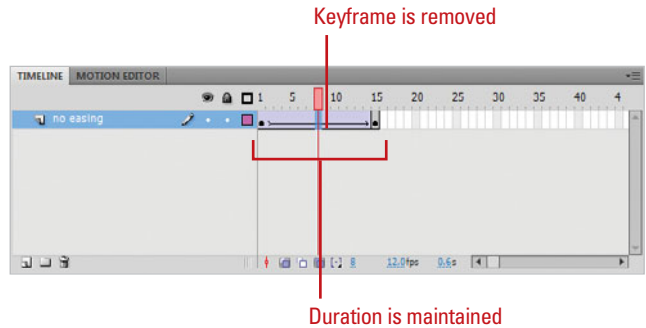 Keyframe is removed
TIMELINE MOTION EDITOR
1 5 10 15 20 25 30 35 40 4
no easing
8 12.0fps 0.6s
Duration is maintained